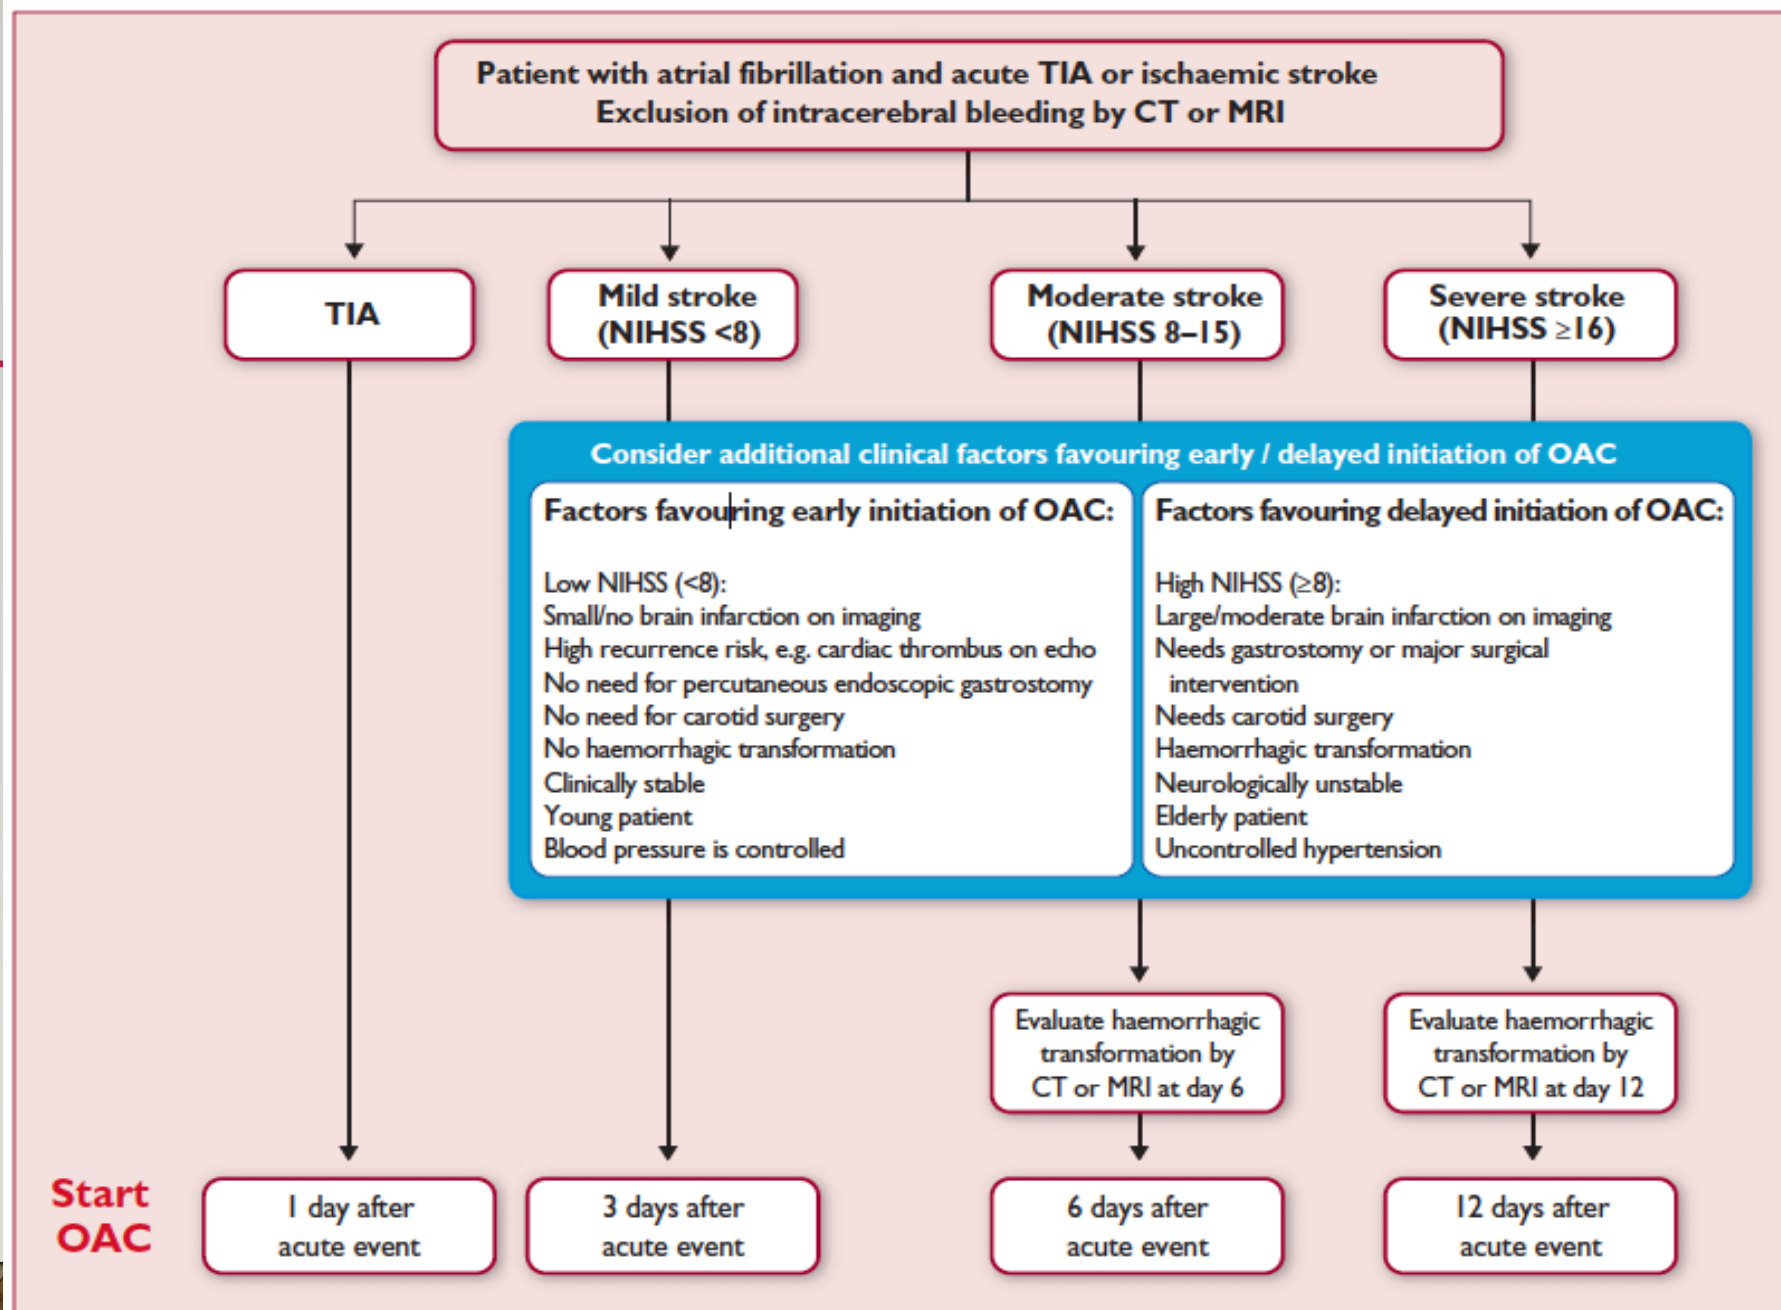 Patient with atrial fibrillation and acute TIA or ischaemic stroke
Exclusion of intracerebral bleeding by CT or MRI
TIA
Mild stroke
(NIHSS <8)
Moderate stroke
(NIHSS 8–15)
Severe stroke
(NIHSS ≥16)
Consider additional clinical factors favouring early / delayed initiation of OAC
Factors favouring early initiation of OAC:
Low NIHSS (<8):
Small/no brain infarction on imaging
High recurrence risk, e.g. cardiac thrombus on echo
No need for percutaneous endoscopic gastrostomy
No need for carotid surgery
No haemorrhagic transformation
Clinically stable
Young patient
Blood pressure is controlled
Factors favouring delayed initiation of OAC:
High NIHSS (≥8):
Large/moderate brain infarction on imaging
Needs gastrostomy or major surgical
intervention
Needs carotid surgery
Haemorrhagic transformation
Neurologically unstable
Elderly patient
Uncontrolled hypertension
Evaluate haemorrhagic
transformation by
CT or MRI at day 6
Evaluate haemorrhagic
transformation by
CT or MRI at day 12
Start
OAC
1 day after
acute event
3 days after
acute event
6 days after
acute event
12 days after
acute event